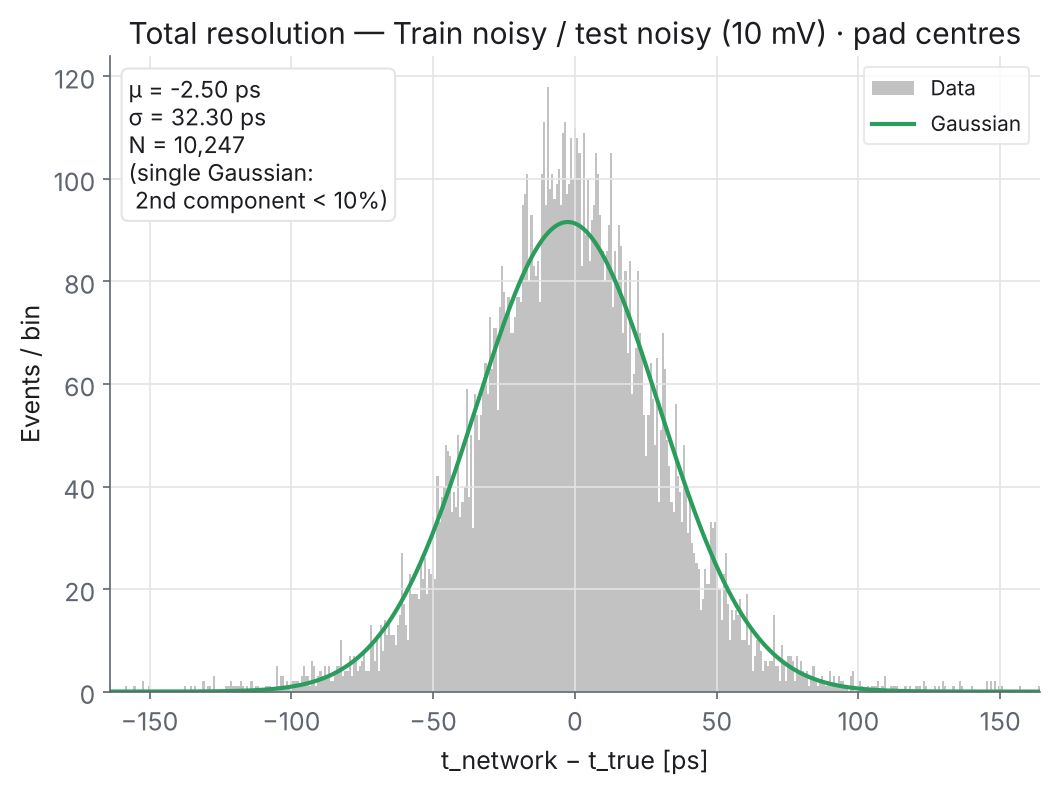 Total resolution — Train noisy / test noisy (10 mV) · pad centres
μ = -2.50 ps
σ = 32.30 ps
N = 10,247
(single Gaussian:
2nd component < 10%)
Data
Gaussian
Events / bin
120
100
80
60
40
20
0
−150 −100 −50 0 50 100 150
t_network − t_true [ps]